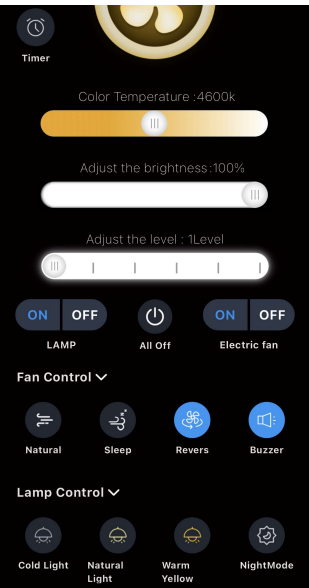 Timer
Color Temperature :4600k
Adjust the brightness :100%
Adjust the level : 1Level
ON OFF ON OFF
LAMP All Off Electric fan
Fan Control
Natural Sleep Revers Buzzer
Lamp Control
Cold Light Natural Light Warm Yellow NightMode